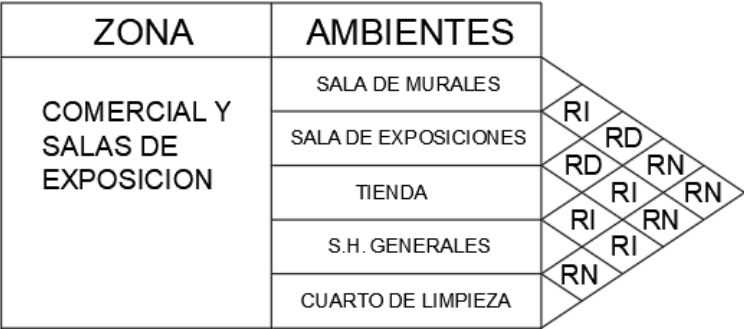 ZONA
AMBIENTES
COMERCIAL Y
SALAS DE
EXPOSICION
SALA DE MURALES
SALA DE EXPOSICIONES
TIENDA
S.H. GENERALES
CUARTO DE LIMPIEZA
RI
RD
RD
RN
RI
RN
RI
RN
RI
RN